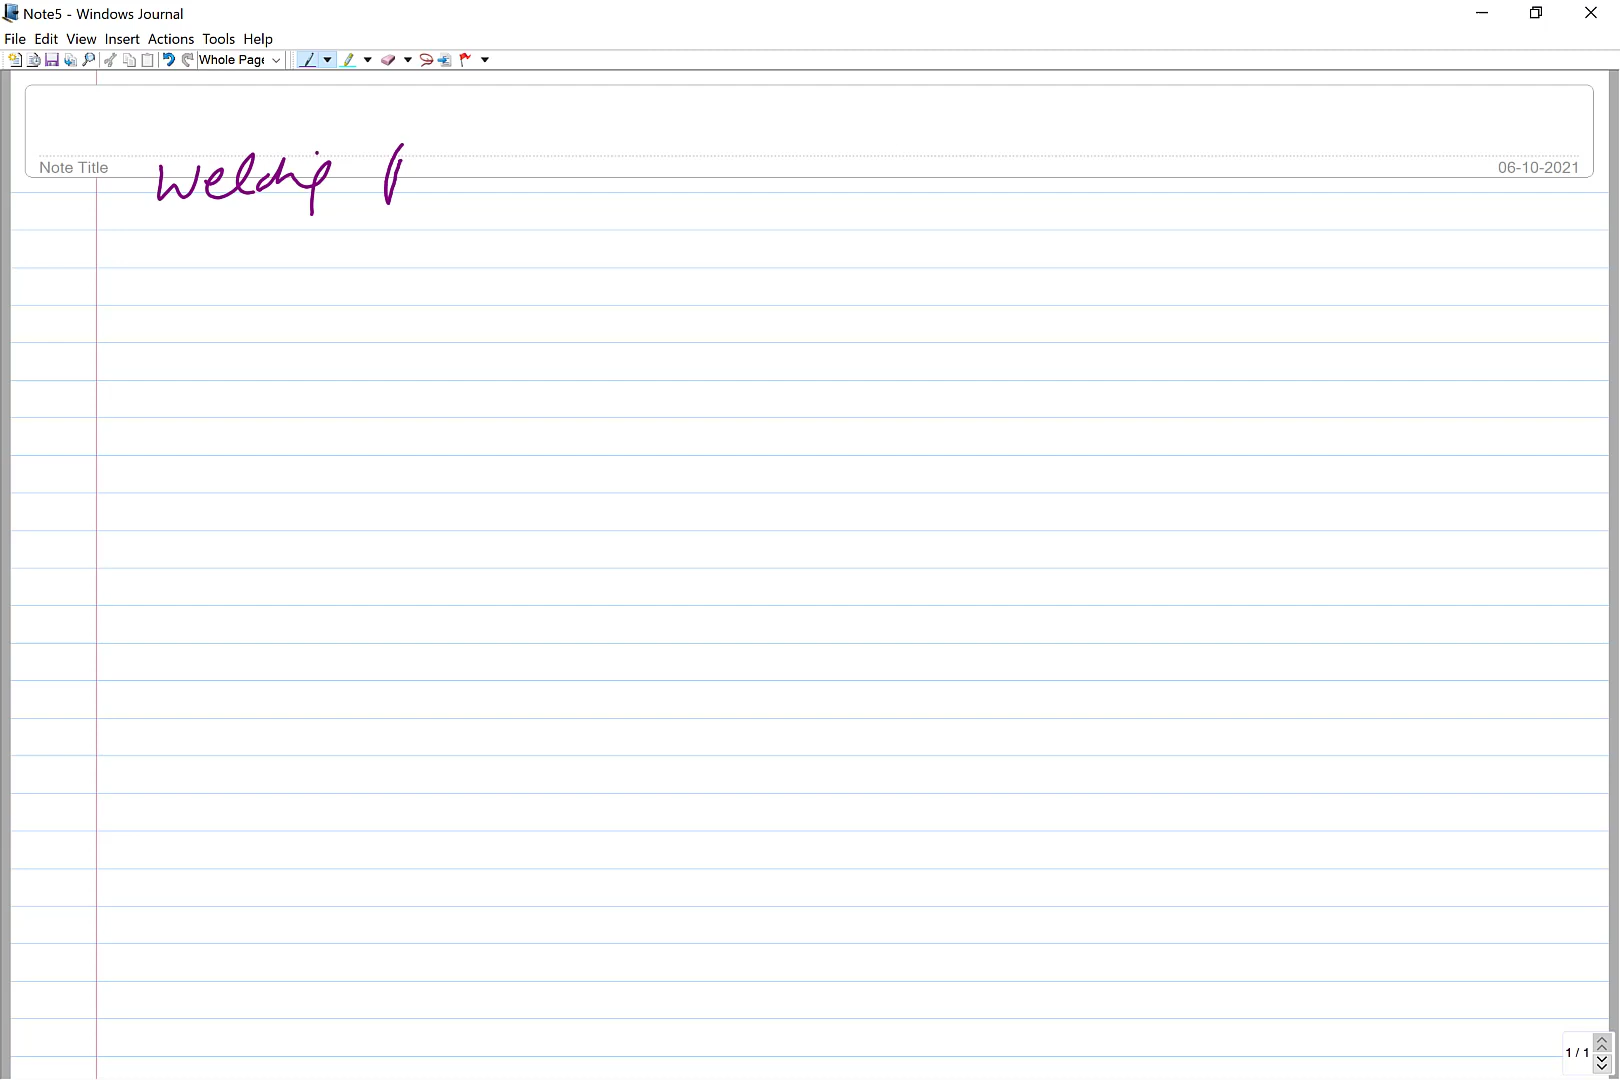 Note5 - Windows Journal
File Edit View Insert Actions Tools Help
Whole Page
Note Title 06-10-2021
Welding
1 / 1